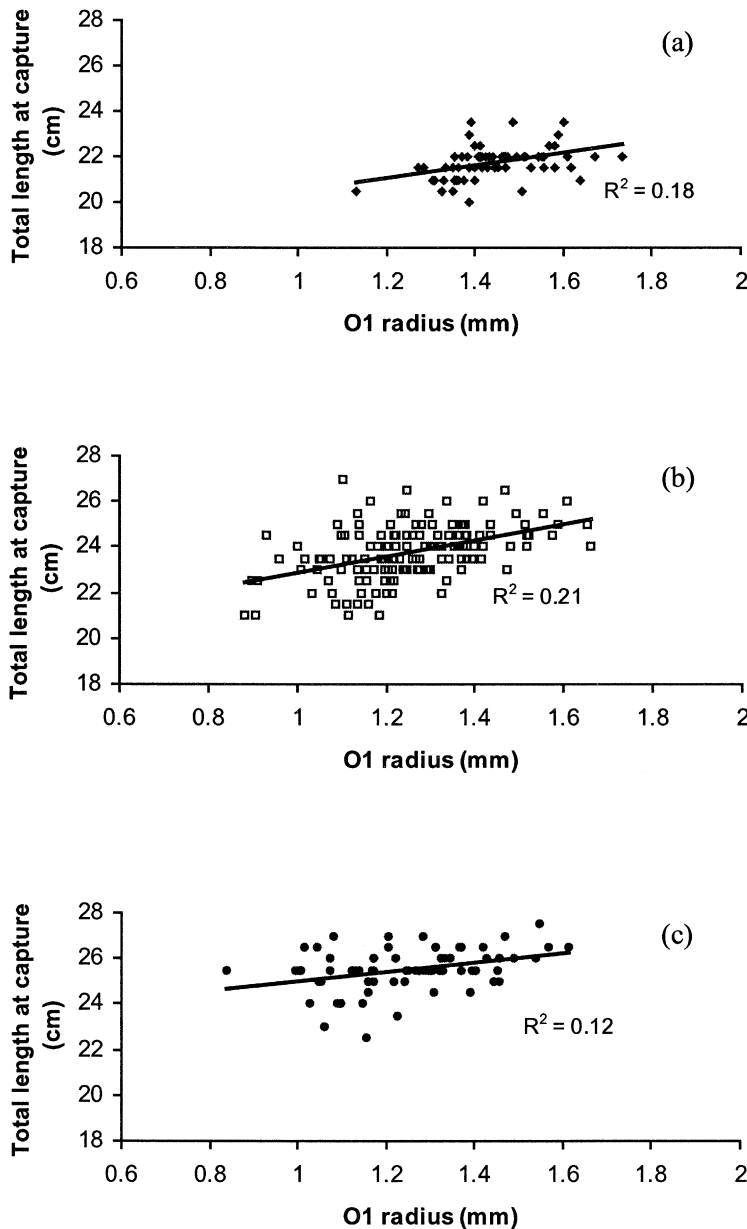 (a)
Total length at capture
(cm)
28
26
24
22
20
18
R² = 0.18
0.6 0.8 1 1.2 1.4 1.6 1.8 2
O1 radius (mm)
(b)
Total length at capture
(cm)
28
26
24
22
20
18
R² = 0.21
0.6 0.8 1 1.2 1.4 1.6 1.8 2
O1 radius (mm)
(c)
Total length at capture
(cm)
28
26
24
22
20
18
R² = 0.12
0.6 0.8 1 1.2 1.4 1.6 1.8 2
O1 radius (mm)